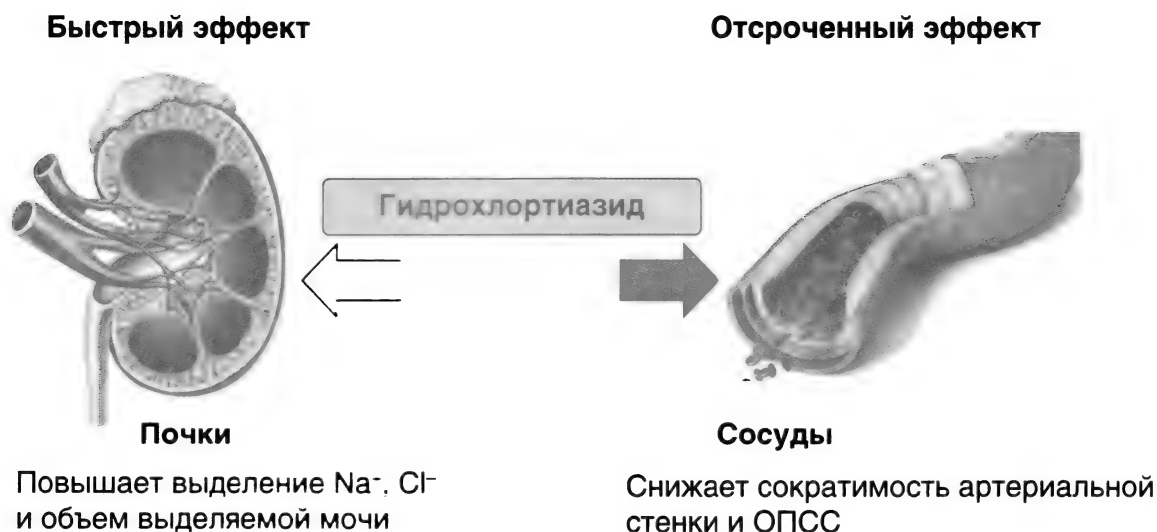 Быстрый эффект
Отсроченный эффект
Гидрохлортиазид
Почки
Сосуды
Повышает выделение Na⁻, Cl⁻
и объем выделяемой мочи
Снижает сократимость артериальной
стенки и ОПСС